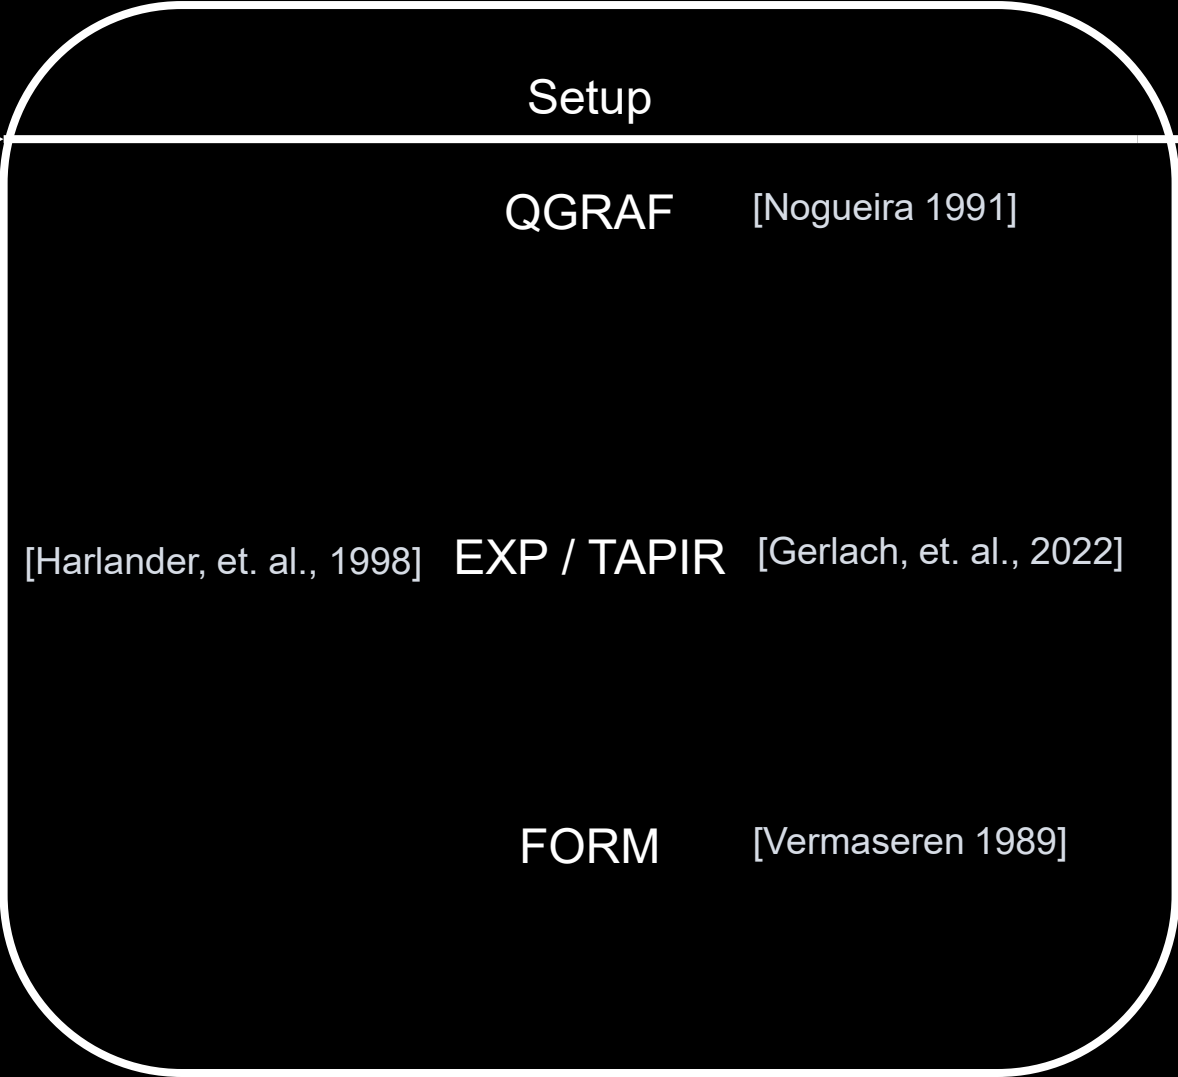 Setup
QGRAF [Nogueira 1991]
[Harlander, et. al., 1998] EXP / TAPIR [Gerlach, et. al., 2022]
FORM [Vermaseren 1989]